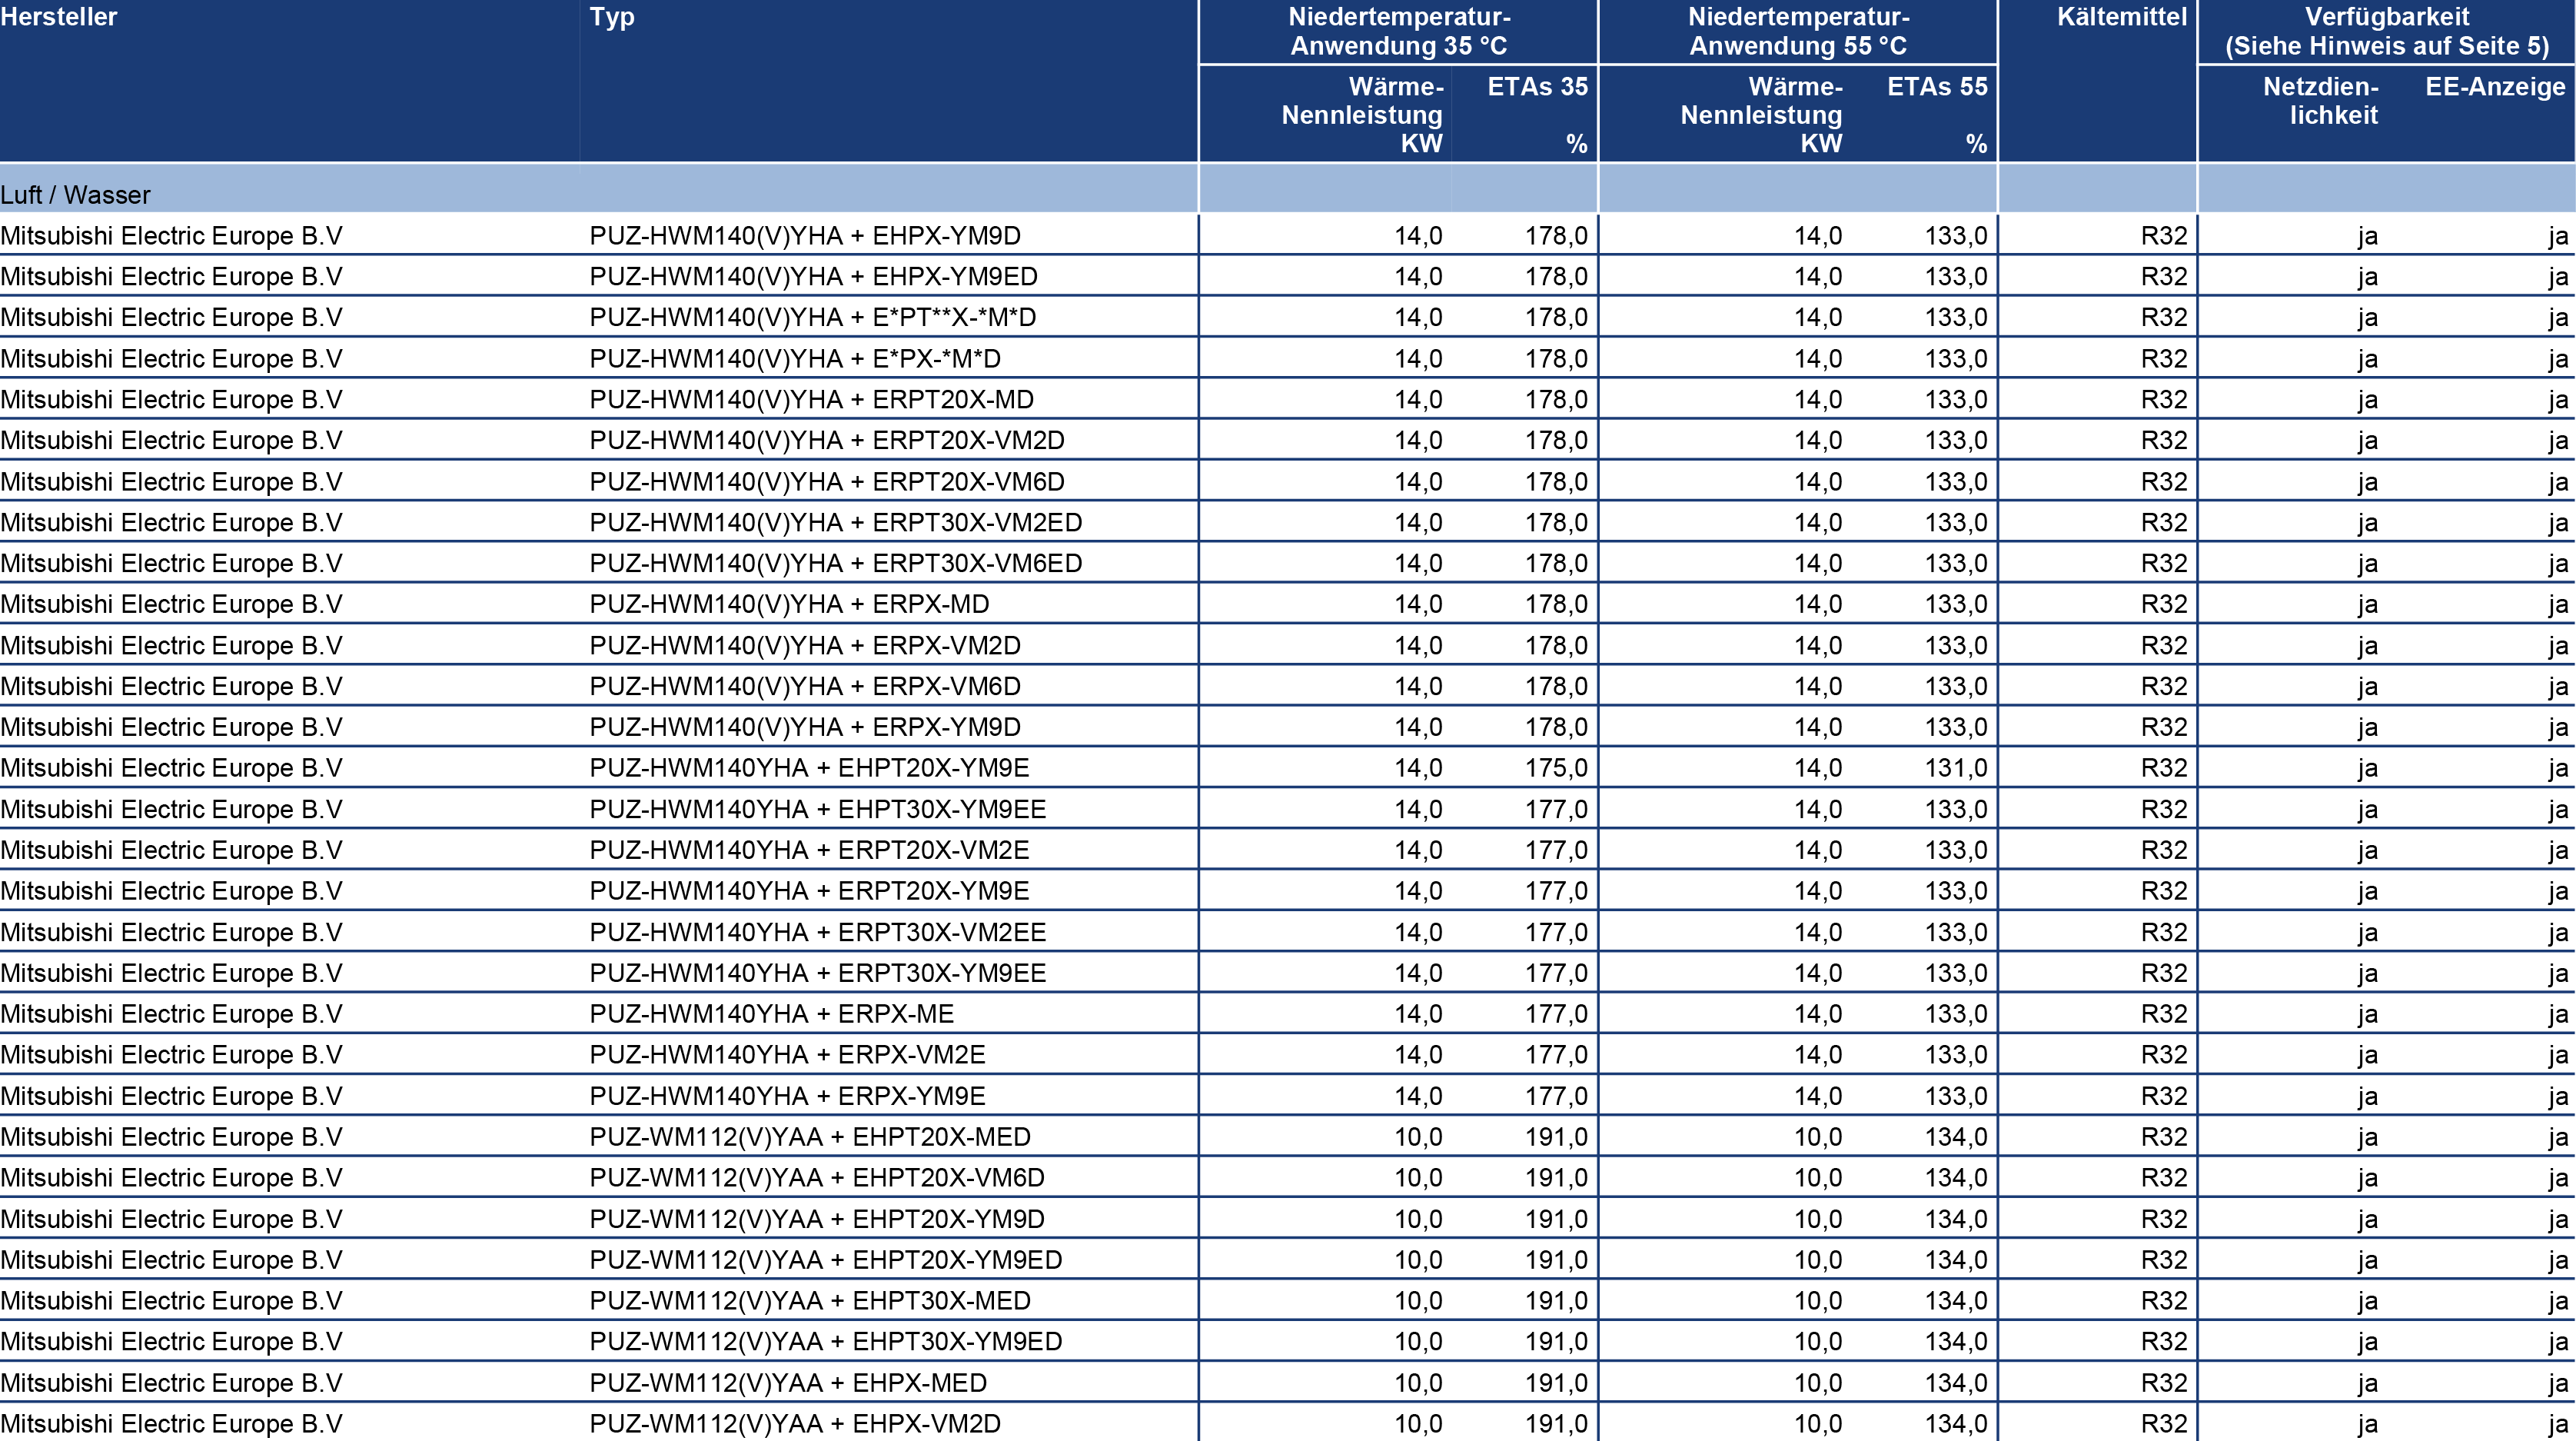 Hersteller Typ Niedertemperatur-Anwendung 35 °C Niedertemperatur-Anwendung 55 °C Kältemittel Verfügbarkeit (Siehe Hinweis auf Seite 5)
Wärme-Nennleistung KW ETAs 35 % Wärme-Nennleistung KW ETAs 55 % Netzdien-lichkeit EE-Anzeige
Luft / Wasser
Mitsubishi Electric Europe B.V PUZ-HWM140(V)YHA + EHPX-YM9D 14,0 178,0 14,0 133,0 R32 ja ja
Mitsubishi Electric Europe B.V PUZ-HWM140(V)YHA + EHPX-YM9ED 14,0 178,0 14,0 133,0 R32 ja ja
Mitsubishi Electric Europe B.V PUZ-HWM140(V)YHA + E*PT**X-*M*D 14,0 178,0 14,0 133,0 R32 ja ja
Mitsubishi Electric Europe B.V PUZ-HWM140(V)YHA + E*PX-*M*D 14,0 178,0 14,0 133,0 R32 ja ja
Mitsubishi Electric Europe B.V PUZ-HWM140(V)YHA + ERPT20X-MD 14,0 178,0 14,0 133,0 R32 ja ja
Mitsubishi Electric Europe B.V PUZ-HWM140(V)YHA + ERPT20X-VM2D 14,0 178,0 14,0 133,0 R32 ja ja
Mitsubishi Electric Europe B.V PUZ-HWM140(V)YHA + ERPT20X-VM6D 14,0 178,0 14,0 133,0 R32 ja ja
Mitsubishi Electric Europe B.V PUZ-HWM140(V)YHA + ERPT30X-VM2ED 14,0 178,0 14,0 133,0 R32 ja ja
Mitsubishi Electric Europe B.V PUZ-HWM140(V)YHA + ERPT30X-VM6ED 14,0 178,0 14,0 133,0 R32 ja ja
Mitsubishi Electric Europe B.V PUZ-HWM140(V)YHA + ERPX-MD 14,0 178,0 14,0 133,0 R32 ja ja
Mitsubishi Electric Europe B.V PUZ-HWM140(V)YHA + ERPX-VM2D 14,0 178,0 14,0 133,0 R32 ja ja
Mitsubishi Electric Europe B.V PUZ-HWM140(V)YHA + ERPX-VM6D 14,0 178,0 14,0 133,0 R32 ja ja
Mitsubishi Electric Europe B.V PUZ-HWM140(V)YHA + ERPX-YM9D 14,0 178,0 14,0 133,0 R32 ja ja
Mitsubishi Electric Europe B.V PUZ-HWM140YHA + EHPT20X-YM9E 14,0 175,0 14,0 131,0 R32 ja ja
Mitsubishi Electric Europe B.V PUZ-HWM140YHA + EHPT30X-YM9EE 14,0 177,0 14,0 133,0 R32 ja ja
Mitsubishi Electric Europe B.V PUZ-HWM140YHA + ERPT20X-VM2E 14,0 177,0 14,0 133,0 R32 ja ja
Mitsubishi Electric Europe B.V PUZ-HWM140YHA + ERPT20X-YM9E 14,0 177,0 14,0 133,0 R32 ja ja
Mitsubishi Electric Europe B.V PUZ-HWM140YHA + ERPT30X-VM2EE 14,0 177,0 14,0 133,0 R32 ja ja
Mitsubishi Electric Europe B.V PUZ-HWM140YHA + ERPT30X-YM9EE 14,0 177,0 14,0 133,0 R32 ja ja
Mitsubishi Electric Europe B.V PUZ-HWM140YHA + ERPX-ME 14,0 177,0 14,0 133,0 R32 ja ja
Mitsubishi Electric Europe B.V PUZ-HWM140YHA + ERPX-VM2E 14,0 177,0 14,0 133,0 R32 ja ja
Mitsubishi Electric Europe B.V PUZ-HWM140YHA + ERPX-YM9E 14,0 177,0 14,0 133,0 R32 ja ja
Mitsubishi Electric Europe B.V PUZ-WM112(V)YAA + EHPT20X-MED 10,0 191,0 10,0 134,0 R32 ja ja
Mitsubishi Electric Europe B.V PUZ-WM112(V)YAA + EHPT20X-VM6D 10,0 191,0 10,0 134,0 R32 ja ja
Mitsubishi Electric Europe B.V PUZ-WM112(V)YAA + EHPT20X-YM9D 10,0 191,0 10,0 134,0 R32 ja ja
Mitsubishi Electric Europe B.V PUZ-WM112(V)YAA + EHPT20X-YM9ED 10,0 191,0 10,0 134,0 R32 ja ja
Mitsubishi Electric Europe B.V PUZ-WM112(V)YAA + EHPT30X-MED 10,0 191,0 10,0 134,0 R32 ja ja
Mitsubishi Electric Europe B.V PUZ-WM112(V)YAA + EHPT30X-YM9ED 10,0 191,0 10,0 134,0 R32 ja ja
Mitsubishi Electric Europe B.V PUZ-WM112(V)YAA + EHPX-MED 10,0 191,0 10,0 134,0 R32 ja ja
Mitsubishi Electric Europe B.V PUZ-WM112(V)YAA + EHPX-VM2D 10,0 191,0 10,0 134,0 R32 ja ja